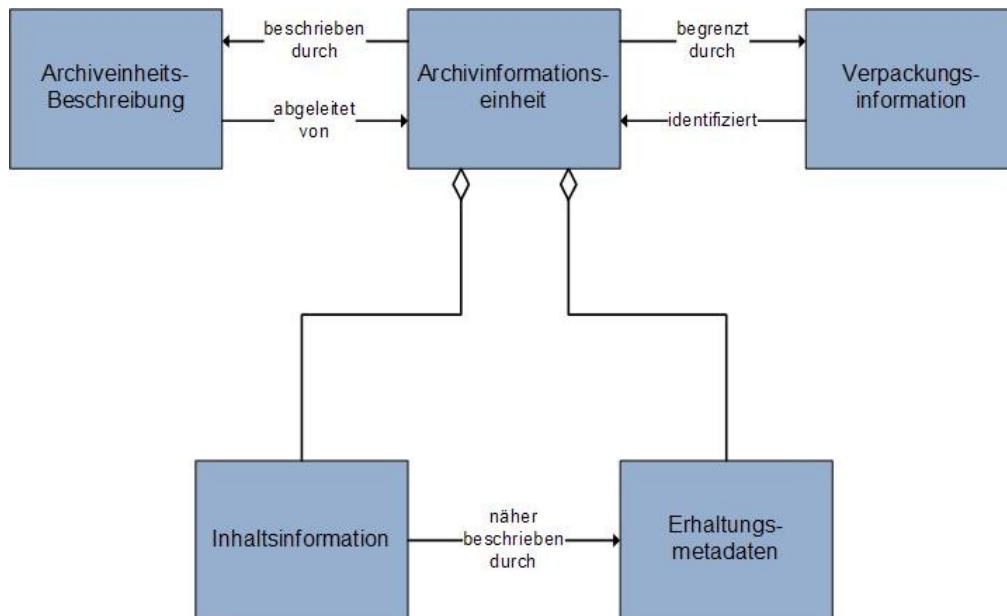 Archiveinheits-
Beschreibung
beschrieben
durch
abgeleitet
von
Archivinformations-
einheit
begrenzt
durch
identifiziert
Verpackungs-
information
Inhaltsinformation
näher
beschrieben
durch
Erhaltungs-
metadaten